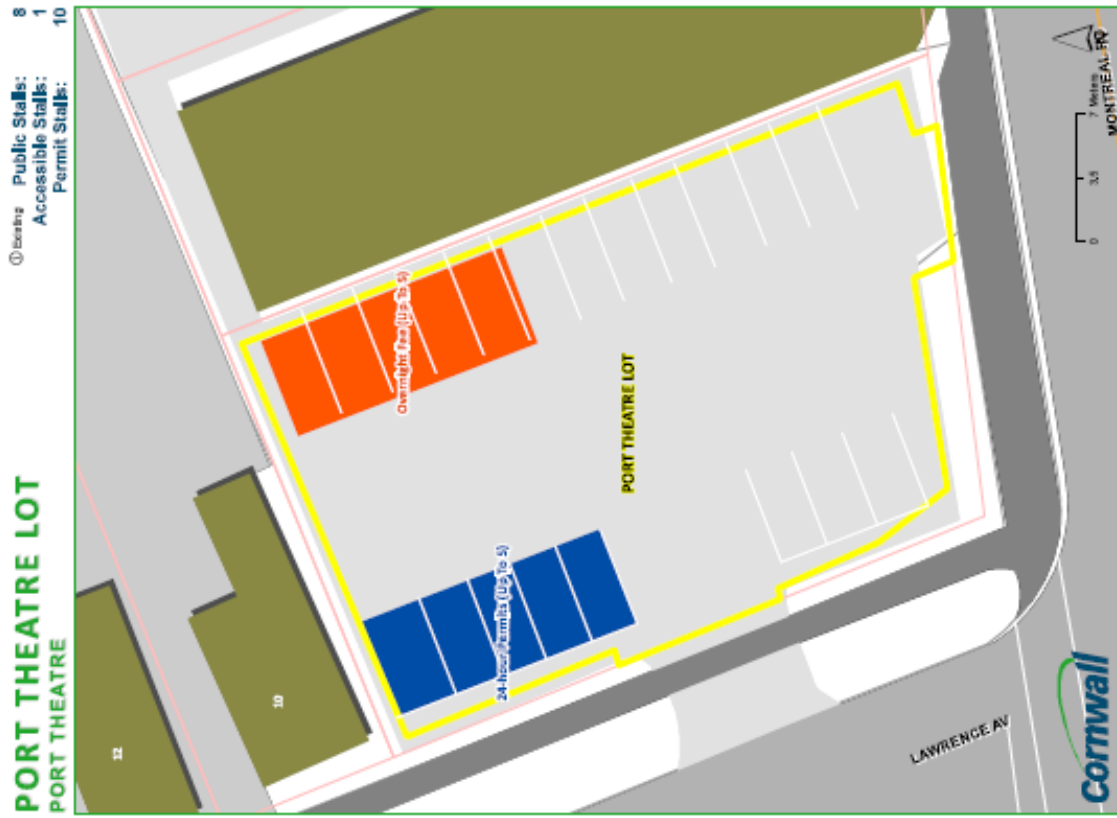 PORT THEATRE LOT
PORT THEATRE
Existing Public Stalls: 8
Accessible Stalls: 1
Permit Stalls: 10
12
10
Overnight Fee (Up To 5)
24-hour Permits (Up To 5)
PORT THEATRE LOT
LAWRENCE AV
MONTREAL RD
0 3.5 7 Meters
Cornwall